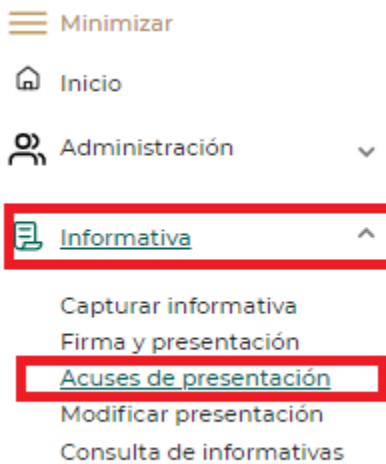 Minimizar
Inicio
Administración
Informativa
Capturar informativa
Firma y presentación
Acuses de presentación
Modificar presentación
Consulta de informativas